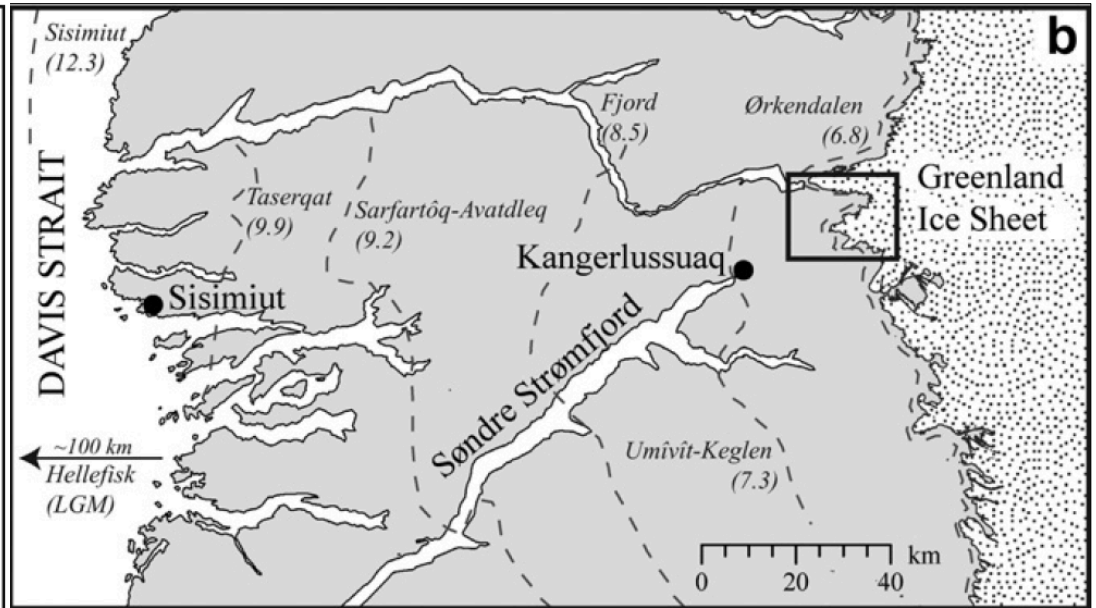 b
Sisimiut
(12.3)
Fjord
(8.5)
Ørkendalen
(6.8)
Greenland
Ice Sheet
Taserqat
(9.9)
Sarfartôq-Avatdleq
(9.2)
DAVIS STRAIT
Kangerlussuaq
Sisimiut
Søndre Strømfjord
~100 km
Hellefisk
(LGM)
Umîvît-Keglen
(7.3)
km
0 20 40